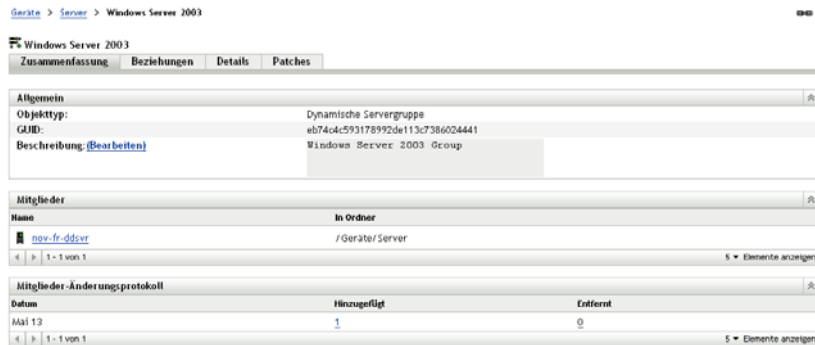 Geräte > Server > Windows Server 2003
Windows Server 2003
Zusammenfassung Beziehungen Details Patches
Allgemein
Objekttyp: Dynamische Servergruppe
GUID: eb74c4c593178992de113c7386024441
Beschreibung:(Bearbeiten) Windows Server 2003 Group
Mitglieder
Name In Ordner
nov-fr-ddsvr /Geräte/Server
1 - 1 von 1 5 Elemente anzeigen
Mitglieder-Änderungsprotokoll
Datum Hinzugefügt Entfernt
Mai 13 1 0
1 - 1 von 1 5 Elemente anzeigen